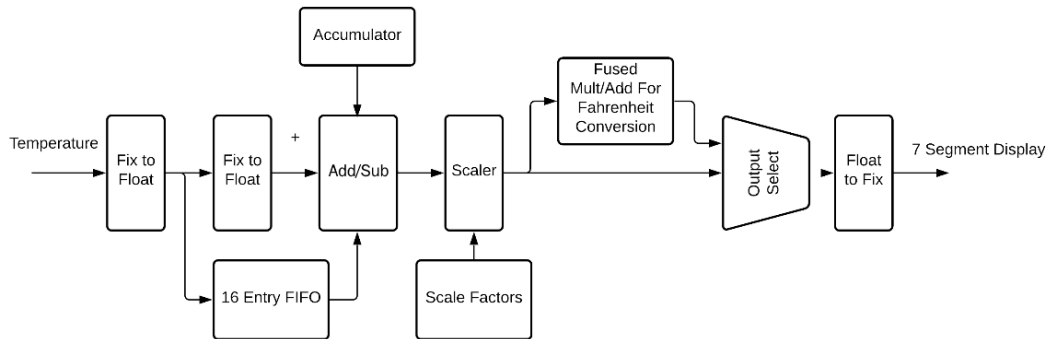 Accumulator
Fused
Mult/Add For
Fahrenheit
Conversion
Temperature
Fix to
Float
+
Fix to
Float
Add/Sub
Scaler
Output
Select
Float
to Fix
7 Segment Display
16 Entry FIFO
Scale Factors